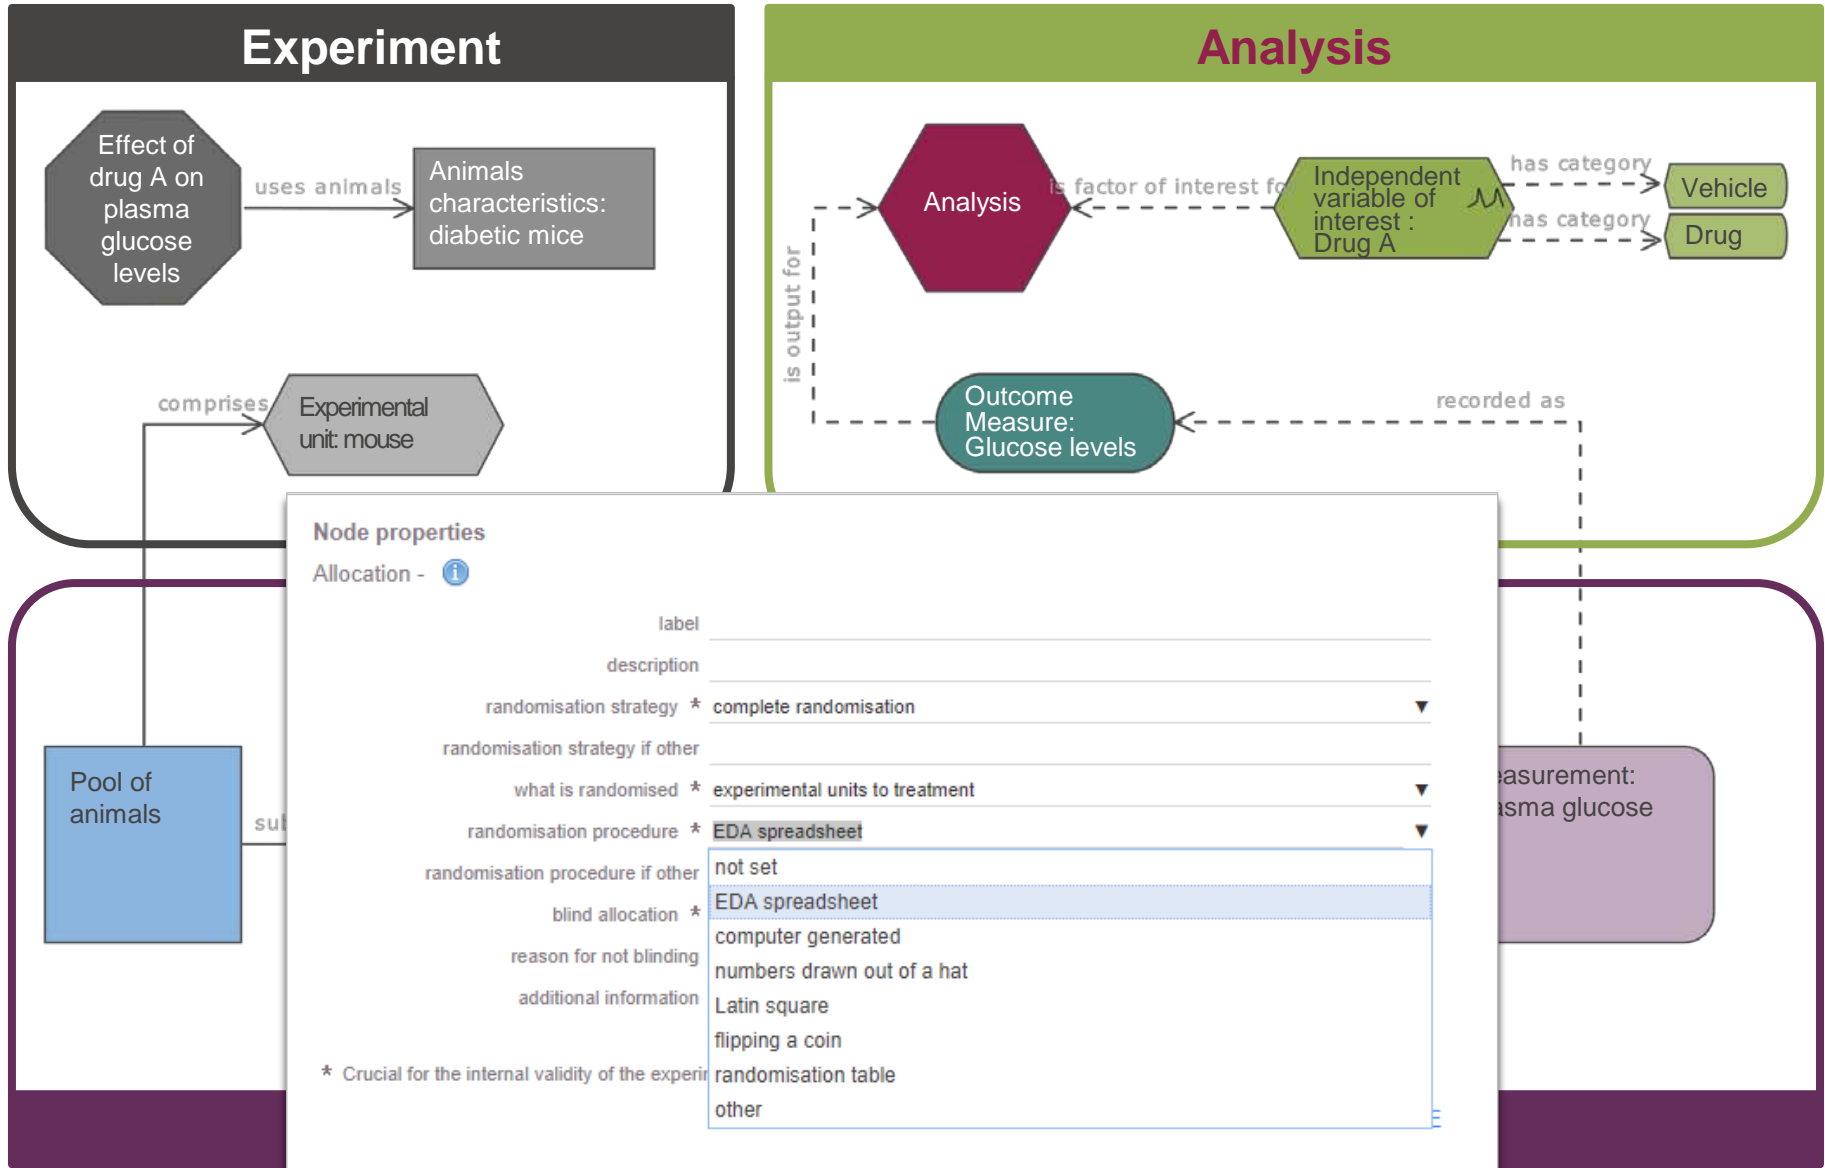 Experiment
Effect of
drug A on
plasma
glucose
levels
uses animals
Animals
characteristics:
diabetic mice
comprises
Experimental
unit: mouse
Analysis
Analysis
is factor of interest fo
Independent
variable of
interest :
Drug A
has category
Vehicle
has category
Drug
is output for
Outcome
Measure:
Glucose levels
recorded as
Pool of
animals
sub
easurement:
asma glucose
Node properties
Allocation -
label
description
randomisation strategy * complete randomisation
randomisation strategy if other
what is randomised * experimental units to treatment
randomisation procedure * EDA spreadsheet
randomisation procedure if other
blind allocation *
reason for not blinding
additional information
not set
EDA spreadsheet
computer generated
numbers drawn out of a hat
Latin square
flipping a coin
randomisation table
other
* Crucial for the internal validity of the experi